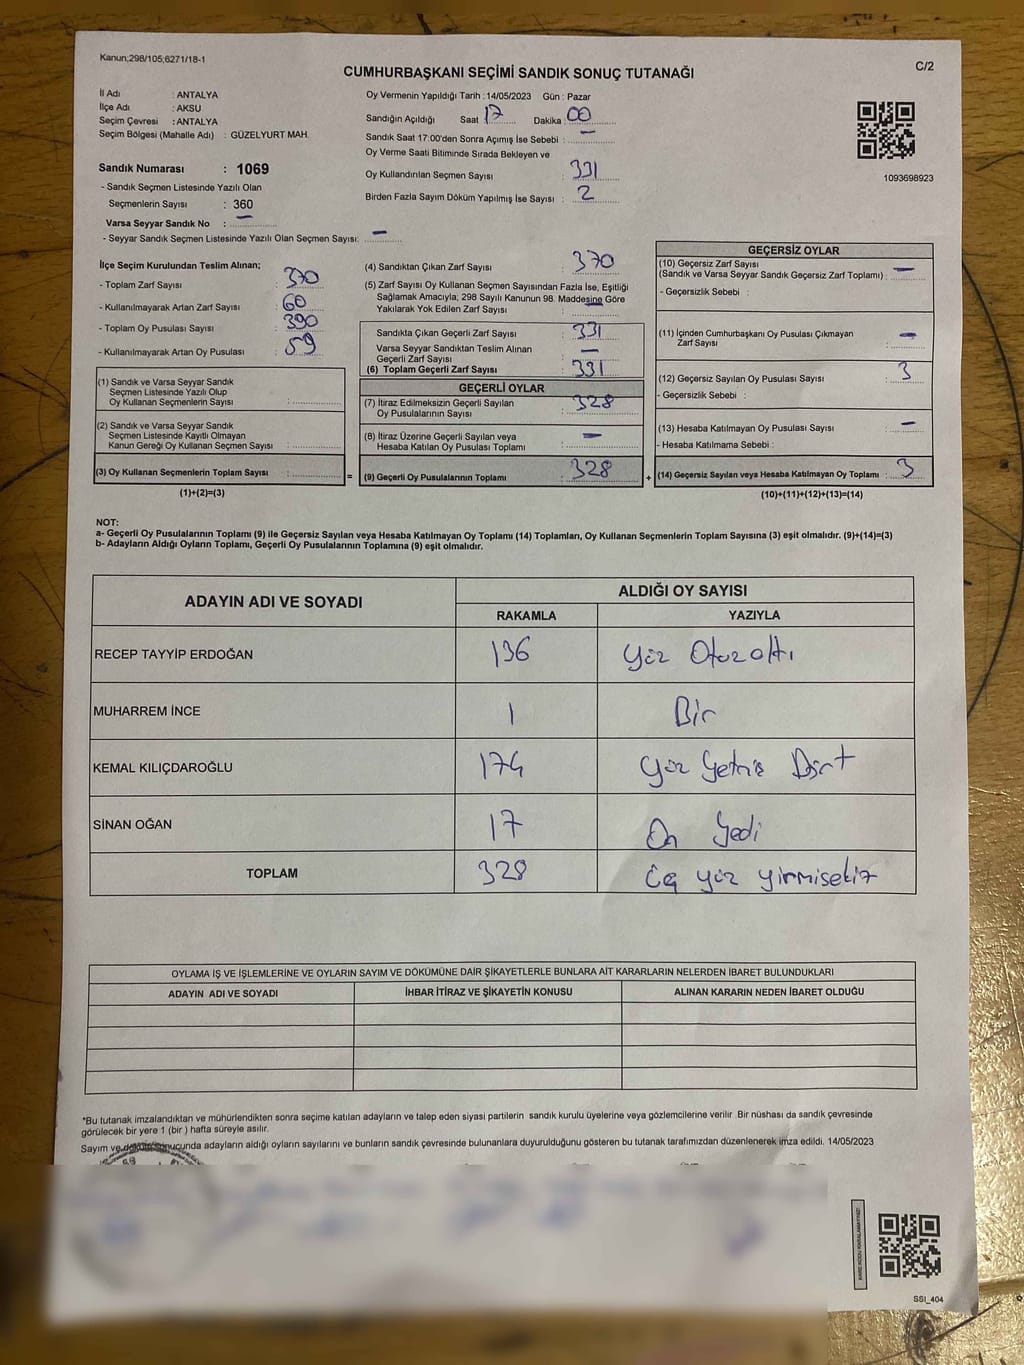 Kanun;298/105;6271/18-1
C/2
CUMHURBAŞKANI SEÇİMİ SANDIK SONUÇ TUTANAĞI
İl Adı : ANTALYA
İlçe Adı : AKSU
Seçim Çevresi : ANTALYA
Seçim Bölgesi (Mahalle Adı) : GÜZELYURT MAH.
Sandık Numarası : 1069
- Sandık Seçmen Listesinde Yazılı Olan
Seçmenlerin Sayısı : 360
Varsa Seyyar Sandık No : —
- Seyyar Sandık Seçmen Listesinde Yazılı Olan Seçmen Sayısı: —
Oy Vermenin Yapıldığı Tarih : 14/05/2023 Gün : Pazar
Sandığın Açıldığı Saat 17 Dakika 00
Sandık Saat 17:00'den Sonra Açımış İse Sebebi : —
Oy Verme Saati Bitiminde Sırada Bekleyen ve
Oy Kullandırılan Seçmen Sayısı : 331
Birden Fazla Sayım Döküm Yapılmış İse Sayısı : 2
1093698923
İlçe Seçim Kurulundan Teslim Alınan;
- Toplam Zarf Sayısı : 370
- Kullanılmayarak Artan Zarf Sayısı : 60
- Toplam Oy Pusulası Sayısı : 390
- Kullanılmayarak Artan Oy Pusulası : 59
(1) Sandık ve Varsa Seyyar Sandık
Seçmen Listesinde Yazılı Olup
Oy Kullanan Seçmenlerin Sayısı :
(2) Sandık ve Varsa Seyyar Sandık
Seçmen Listesinde Kayıtlı Olmayan
Kanun Gereği Oy Kullanan Seçmen Sayısı :
(3) Oy Kullanan Seçmenlerin Toplam Sayısı : =
(1)+(2)=(3)
(4) Sandıktan Çıkan Zarf Sayısı : 370
(5) Zarf Sayısı Oy Kullanan Seçmen Sayısından Fazla İse, Eşitliği
Sağlamak Amacıyla; 298 Sayılı Kanunun 98. Maddesine Göre
Yakılarak Yok Edilen Zarf Sayısı : —
Sandıkta Çıkan Geçerli Zarf Sayısı : 331
Varsa Seyyar Sandıktan Teslim Alınan
Geçerli Zarf Sayısı : —
(6) Toplam Geçerli Zarf Sayısı : 331
GEÇERLİ OYLAR
(7) İtiraz Edilmeksizin Geçerli Sayılan
Oy Pusulalarının Sayısı : 328
(8) İtiraz Üzerine Geçerli Sayılan veya
Hesaba Katılan Oy Pusulası Toplamı : —
(9) Geçerli Oy Pusulalarının Toplamı : 328 +
GEÇERSİZ OYLAR
(10) Geçersiz Zarf Sayısı
(Sandık ve Varsa Seyyar Sandık Geçersiz Zarf Toplamı) : —
- Geçersizlik Sebebi :
(11) İçinden Cumhurbaşkanı Oy Pusulası Çıkmayan
Zarf Sayısı : —
(12) Geçersiz Sayılan Oy Pusulası Sayısı : 3
- Geçersizlik Sebebi :
(13) Hesaba Katılmayan Oy Pusulası Sayısı : —
- Hesaba Katılmama Sebebi :
(14) Geçersiz Sayılan veya Hesaba Katılmayan Oy Toplamı : 3
(10)+(11)+(12)+(13)=(14)
NOT:
a- Geçerli Oy Pusulalarının Toplamı (9) ile Geçersiz Sayılan veya Hesaba Katılmayan Oy Toplamı (14) Toplamları, Oy Kullanan Seçmenlerin Toplam Sayısına (3) eşit olmalıdır. (9)+(14)=(3)
b- Adayların Aldığı Oyların Toplamı, Geçerli Oy Pusulalarının Toplamına (9) eşit olmalıdır.
ADAYIN ADI VE SOYADI ALDIĞI OY SAYISI
RAKAMLA YAZIYLA
RECEP TAYYİP ERDOĞAN 136 Yüz Otuz altı
MUHARREM İNCE 1 Bir
KEMAL KILIÇDAROĞLU 174 Yüz Yetmiş Dört
SİNAN OĞAN 17 On Yedi
TOPLAM 328 Üç yüz yirmisekiz
OYLAMA İŞ VE İŞLEMLERİNE VE OYLARIN SAYIM VE DÖKÜMÜNE DAİR ŞİKAYETLERLE BUNLARA AİT KARARLARIN NELERDEN İBARET BULUNDUKLARI
ADAYIN ADI VE SOYADI İHBAR İTİRAZ VE ŞİKAYETİN KONUSU ALINAN KARARIN NEDEN İBARET OLDUĞU
*Bu tutanak imzalandıktan ve mühürlendikten sonra seçime katılan adayların ve talep eden siyasi partilerin sandık kurulu üyelerine veya gözlemcilerine verilir. Bir nüshası da sandık çevresinde
görülecek bir yere 1 (bir) hafta süreyle asılır.
Sayım ve döküm sonucunda adayların aldığı oyların sayılarını ve bunların sandık çevresinde bulunanlara duyurulduğunu gösteren bu tutanak tarafımızdan düzenlenerek imza edildi. 14/05/2023
KARE KODU KARALAMAYINIZ!
SSI_404